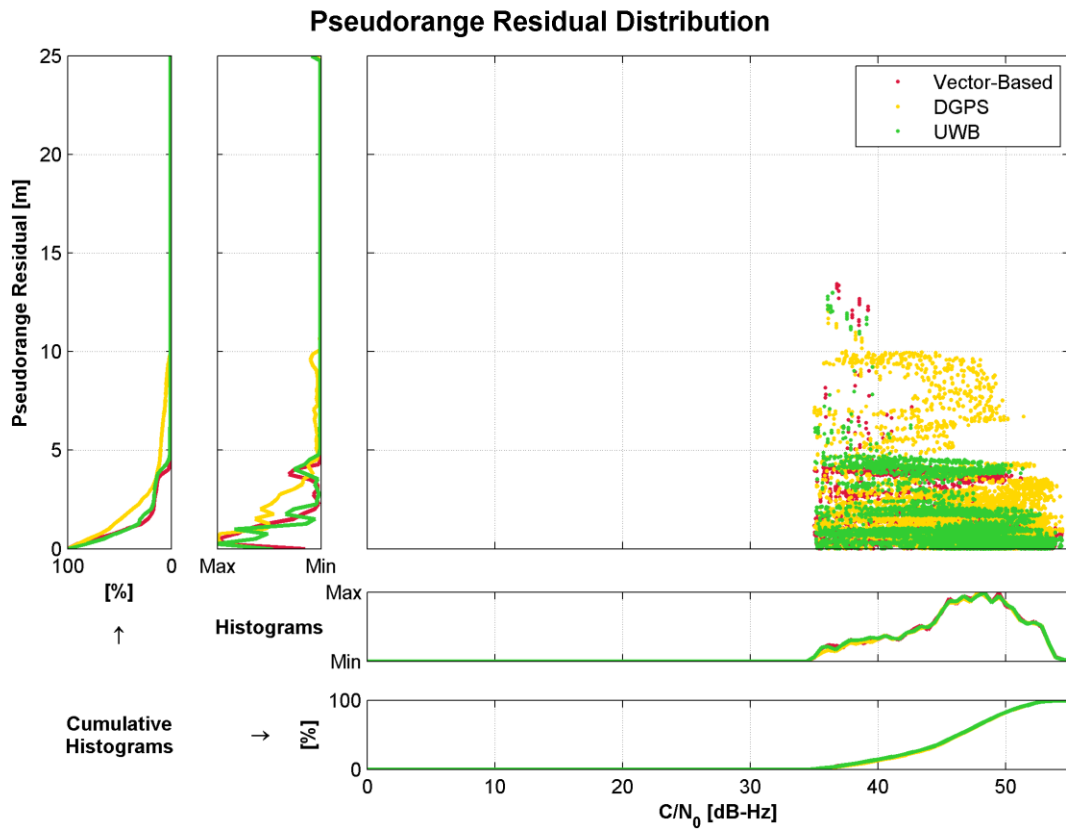 Pseudorange Residual Distribution
Pseudorange Residual [m]
25
20
15
10
5
0
100
0
[%]
↑
Max
Min
Vector-Based
DGPS
UWB
Histograms
Max
Min
Cumulative
Histograms
→
[%]
100
0
0
10
20
30
40
50
C/N₀ [dB-Hz]